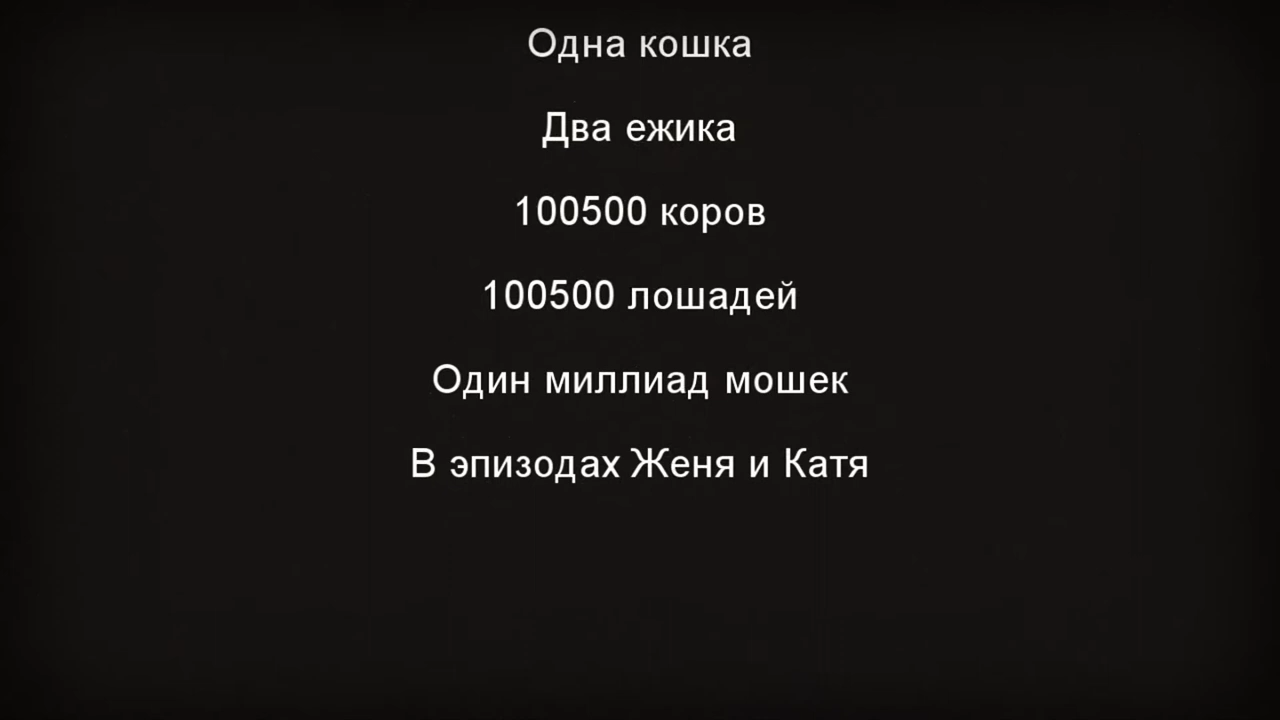 Одна кошка
Два ежика
100500 коров
100500 лошадей
Один миллиад мошек
В эпизодах Женя и Катя